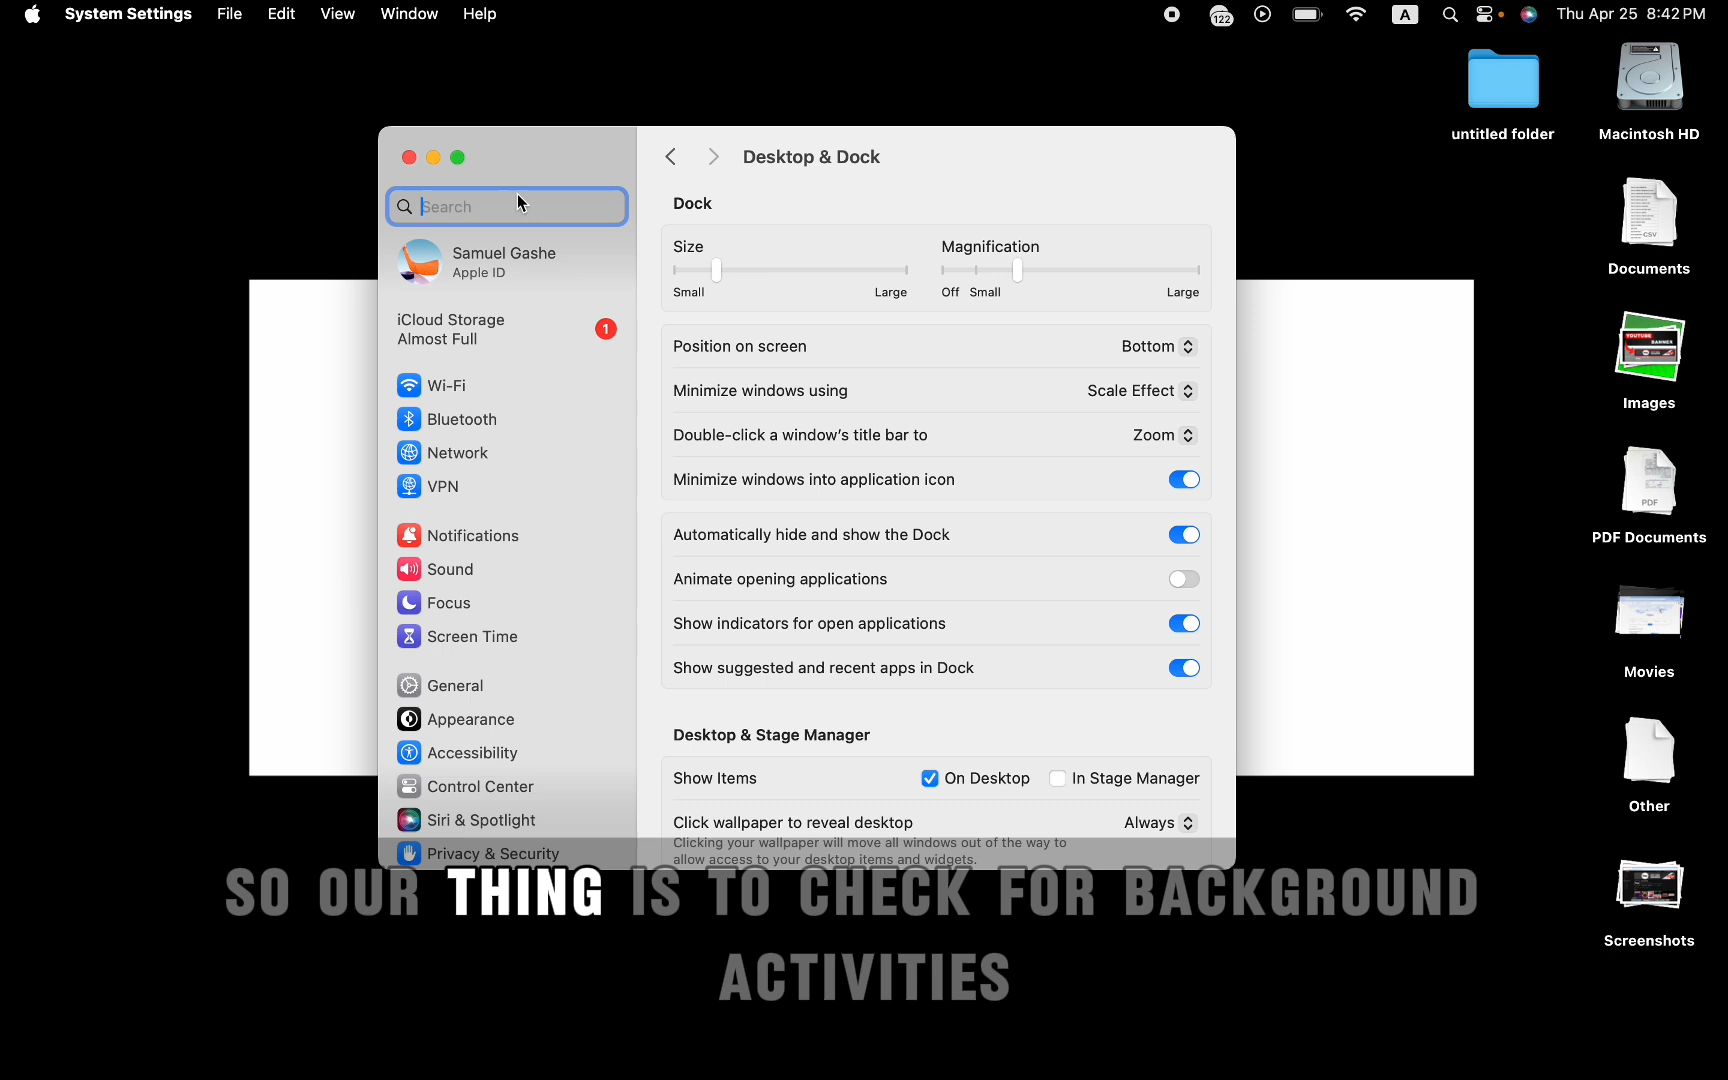 System Settings File Edit View Window Help 122 A Thu Apr 25 8:42 PM
untitled folder
Macintosh HD
CSV
Documents
YOUTUBE
BANNER
Images
PDF
PDF Documents
Movies
Other
Screenshots
Search
Samuel Gashe
Apple ID
iCloud Storage
Almost Full
1
Wi-Fi
Bluetooth
Network
VPN
Notifications
Sound
Focus
Screen Time
General
Appearance
Accessibility
Control Center
Siri & Spotlight
Privacy & Security
Desktop & Dock
Dock
Size Magnification
Small Large Off Small Large
Position on screen Bottom
Minimize windows using Scale Effect
Double-click a window's title bar to Zoom
Minimize windows into application icon
Automatically hide and show the Dock
Animate opening applications
Show indicators for open applications
Show suggested and recent apps in Dock
Desktop & Stage Manager
Show Items On Desktop In Stage Manager
Click wallpaper to reveal desktop Always
Clicking your wallpaper will move all windows out of the way to
allow access to your desktop items and widgets.
SO OUR THING IS TO CHECK FOR BACKGROUND
ACTIVITIES